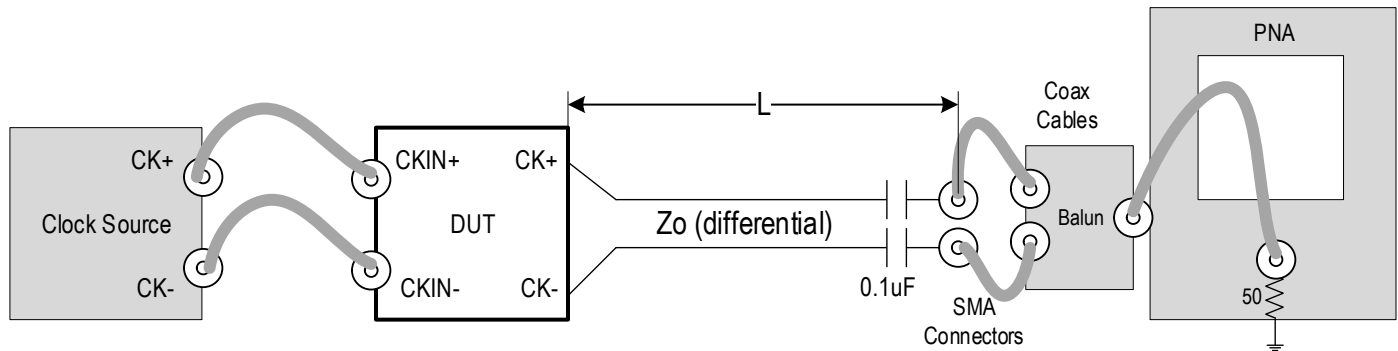 PNA
L
Coax
Cables
CK+
CKIN+
CK+
Clock Source
DUT
Zo (differential)
Balun
CK-
CKIN-
CK-
0.1uF
SMA
Connectors
50